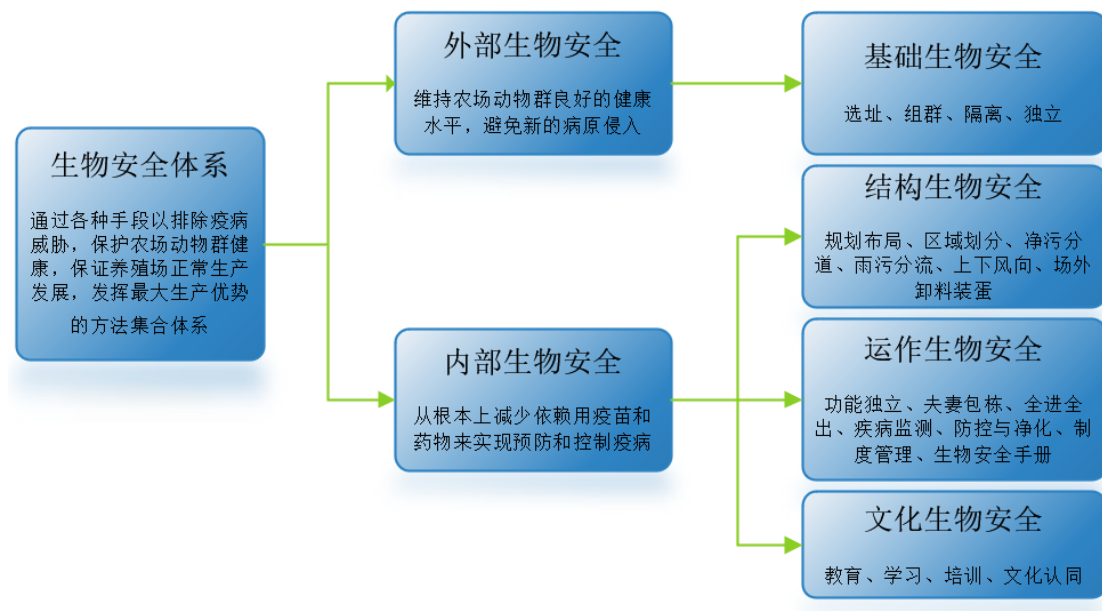 生物安全体系
通过各种手段以排除疫病
威胁，保护农场动物群健
康，保证养殖场正常生产
发展，发挥最大生产优势
的方法集合体系
外部生物安全
维持农场动物群良好的健康
水平，避免新的病原侵入
内部生物安全
从根本上减少依赖用疫苗和
药物来实现预防和控制疫病
基础生物安全
选址、组群、隔离、独立
结构生物安全
规划布局、区域划分、净污分
道、雨污分流、上下风向、场外
卸料装蛋
运作生物安全
功能独立、夫妻包栋、全进全
出、疾病监测、防控与净化、制
度管理、生物安全手册
文化生物安全
教育、学习、培训、文化认同